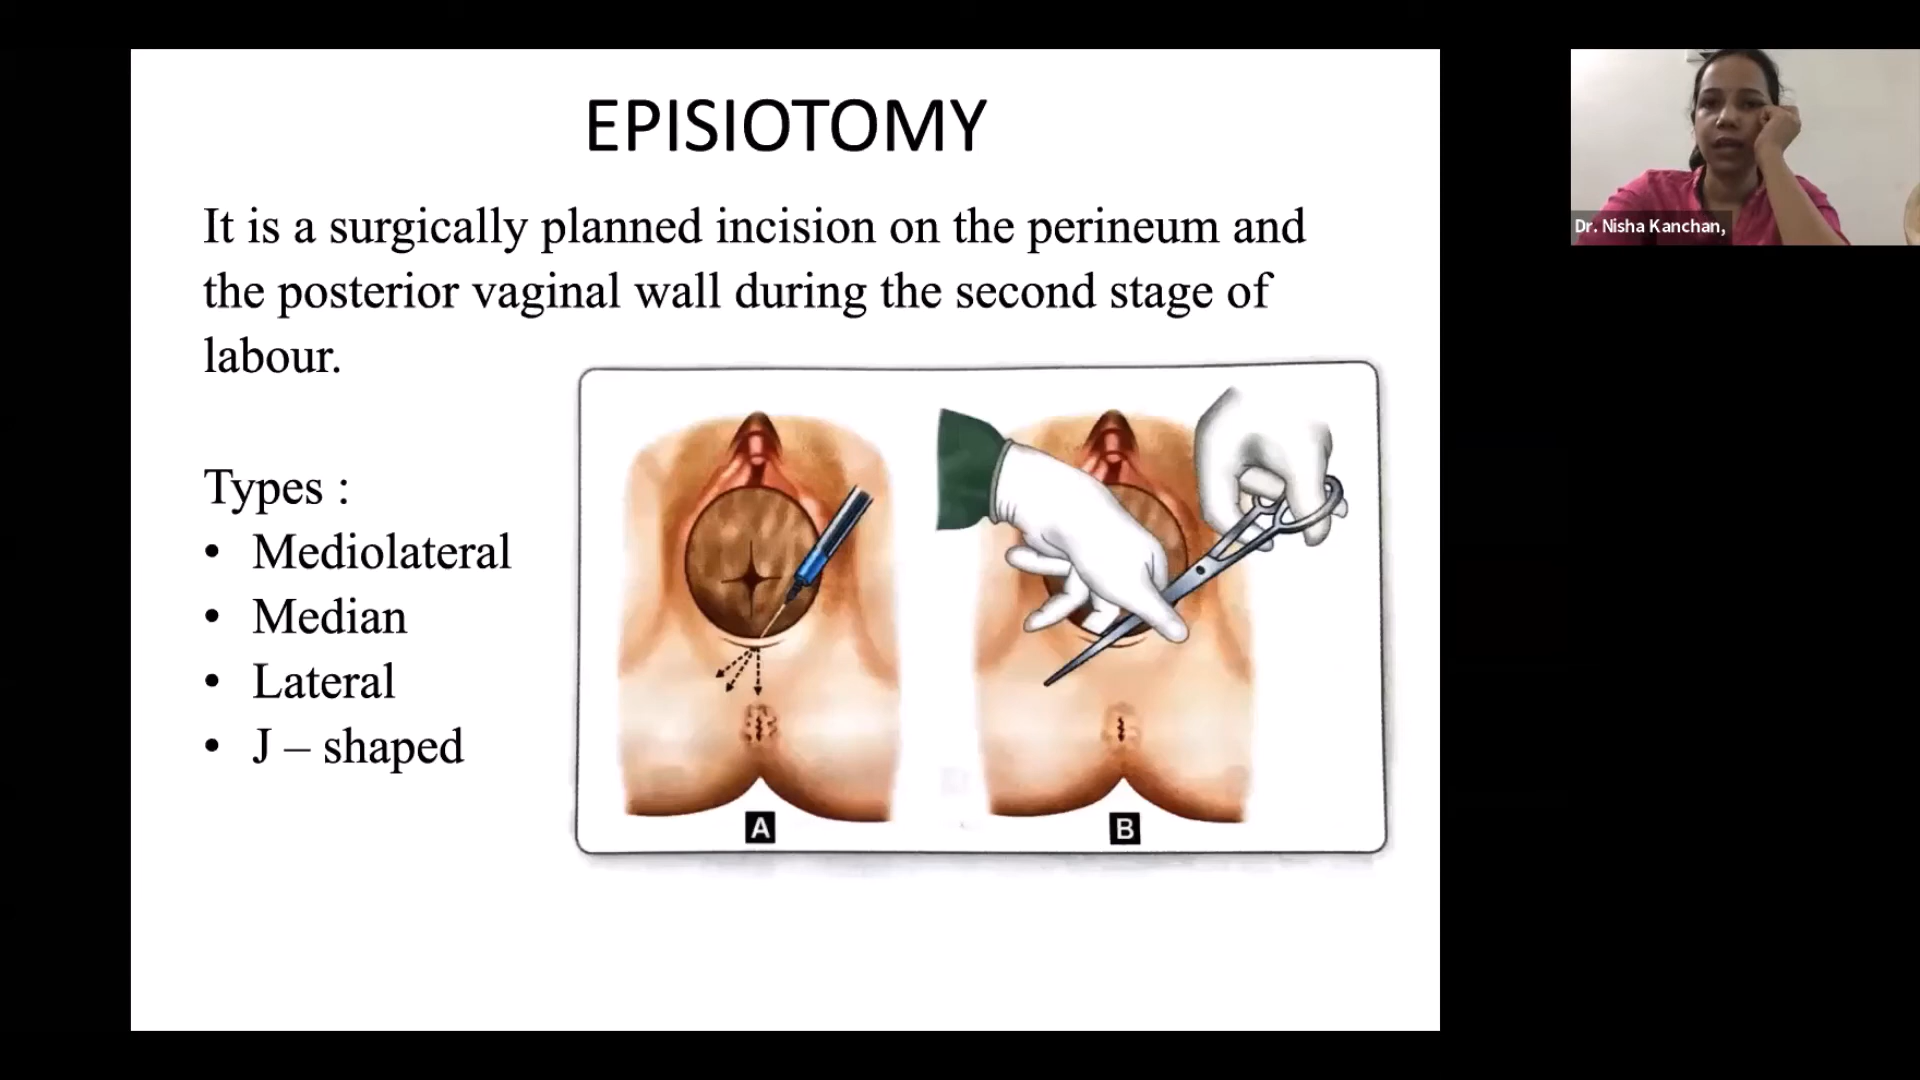 EPISIOTOMY
It is a surgically planned incision on the perineum and
the posterior vaginal wall during the second stage of
labour.
Types :
• Mediolateral
• Median
• Lateral
• J – shaped
A
B
Dr. Nisha Kanchan,